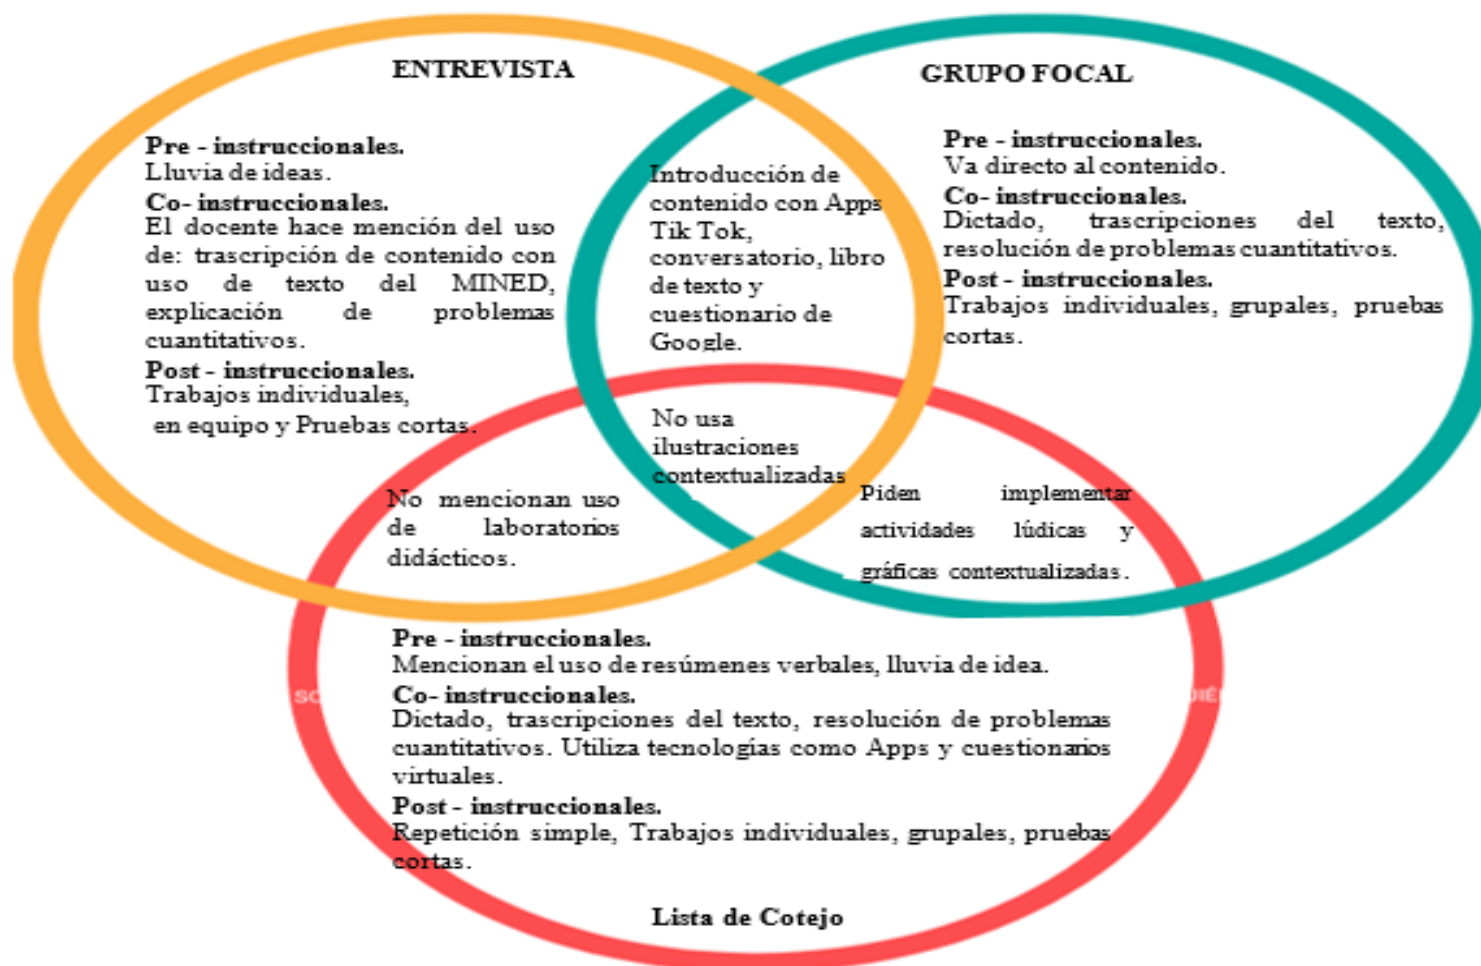 ENTREVISTA
Pre - instruccionales.
Lluvia de ideas.
Co- instruccionales.
El docente hace mención del uso
de: trascripción de contenido con
uso de texto del MINED,
explicación de problemas
cuantitativos.
Post - instruccionales.
Trabajos individuales,
en equipo y Pruebas cortas.
GRUPO FOCAL
Pre - instruccionales.
Va directo al contenido.
Co- instruccionales.
Dictado, trascripciones del texto,
resolución de problemas cuantitativos.
Post - instruccionales.
Trabajos individuales, grupales, pruebas
cortas.
Introducción de
contenido con Apps
Tik Tok,
conversatorio, libro
de texto y
cuestionario de
Google.
No usa
ilustraciones
contextualizadas
No mencionan uso
de laboratorios
didácticos.
Piden implementar
actividades lúdicas y
gráficas contextualizadas.
Pre - instruccionales.
Mencionan el uso de resúmenes verbales, lluvia de idea.
Co- instruccionales.
Dictado, trascripciones del texto, resolución de problemas
cuantitativos. Utiliza tecnologías como Apps y cuestionarios
virtuales.
Post - instruccionales.
Repetición simple, Trabajos individuales, grupales, pruebas
cortas.
Lista de Cotejo